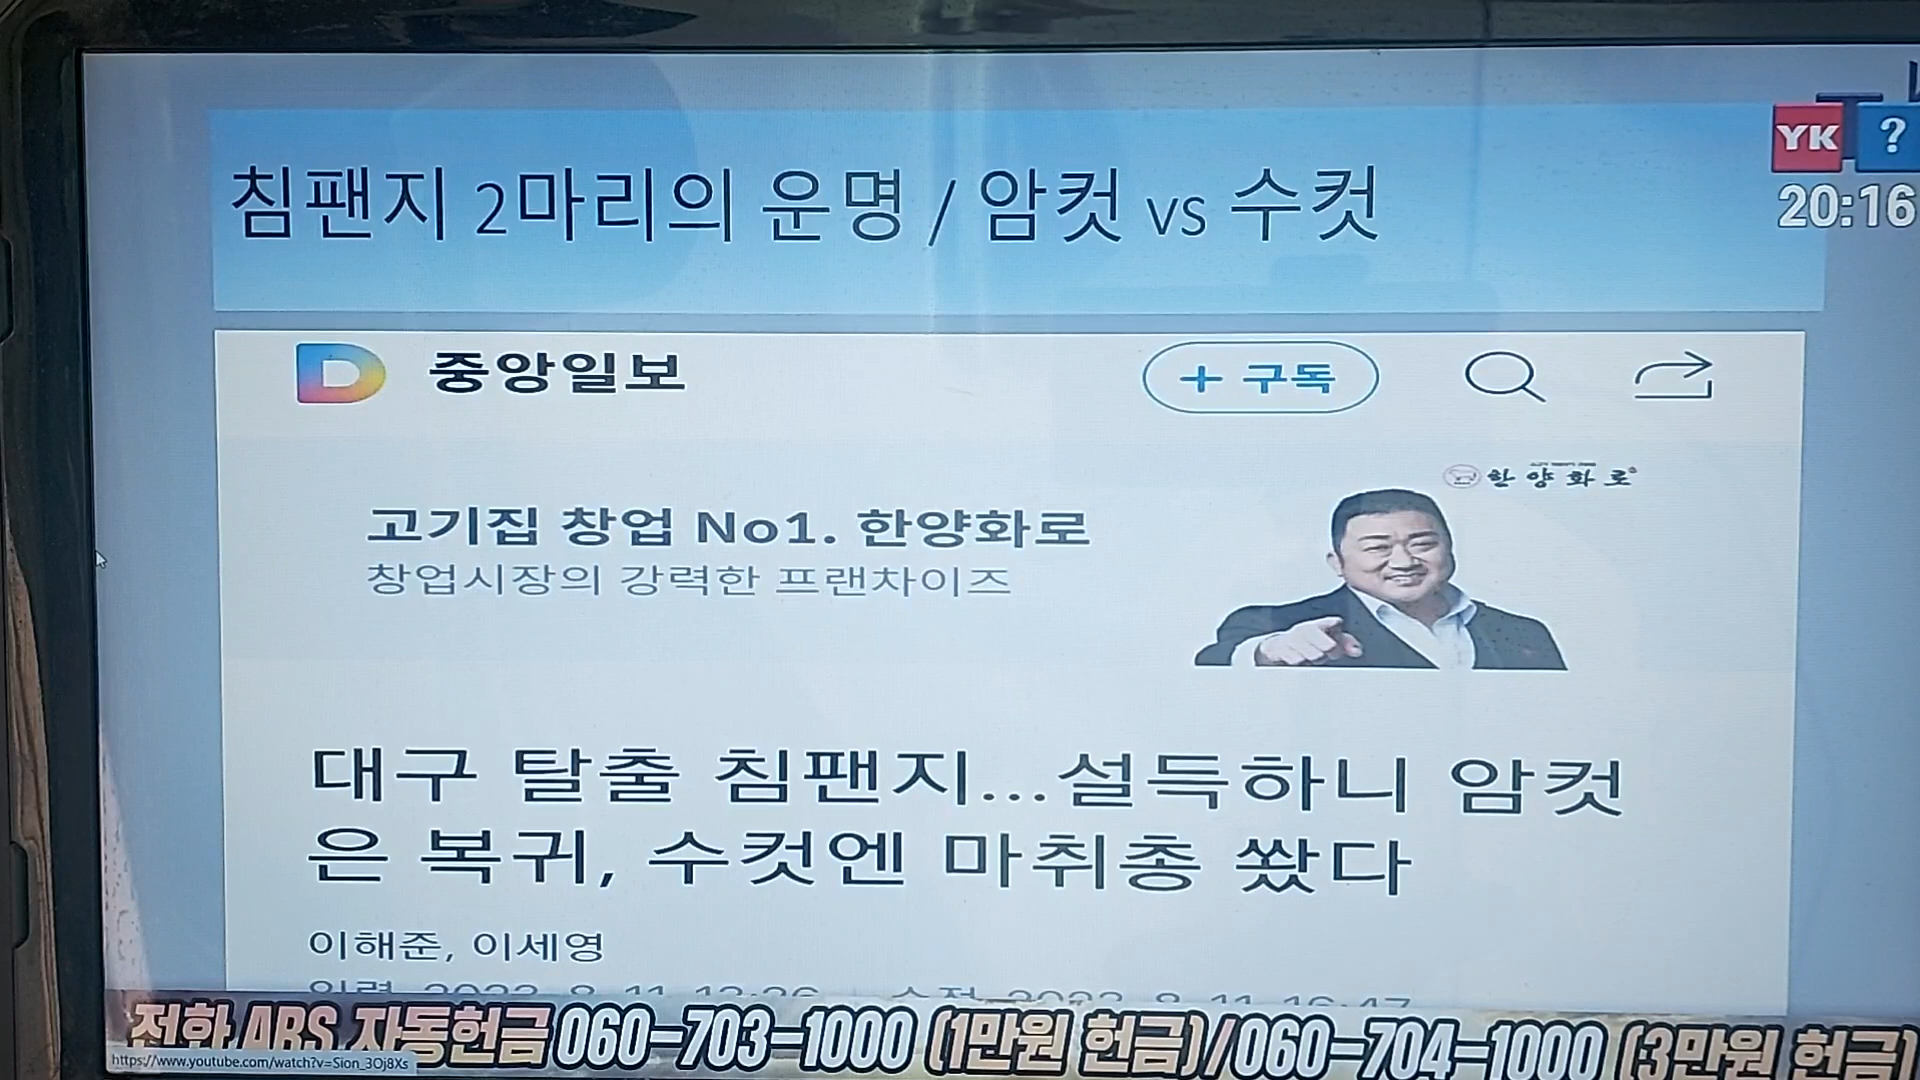 침팬지 2마리의 운명 / 암컷 vs 수컷
YK ?
20:16
중앙일보
+ 구독
한양화로
고기집 창업 No1. 한양화로
창업시장의 강력한 프랜차이즈
대구 탈출 침팬지...설득하니 암컷
은 복귀, 수컷엔 마취총 쐈다
이해준, 이세영
전화 ARS 자동헌금 060-703-1000 (1만원 헌금)/060-704-1000 (3만원 헌금)
https://www.youtube.com/watch?v=Sion_3Oj8Xs